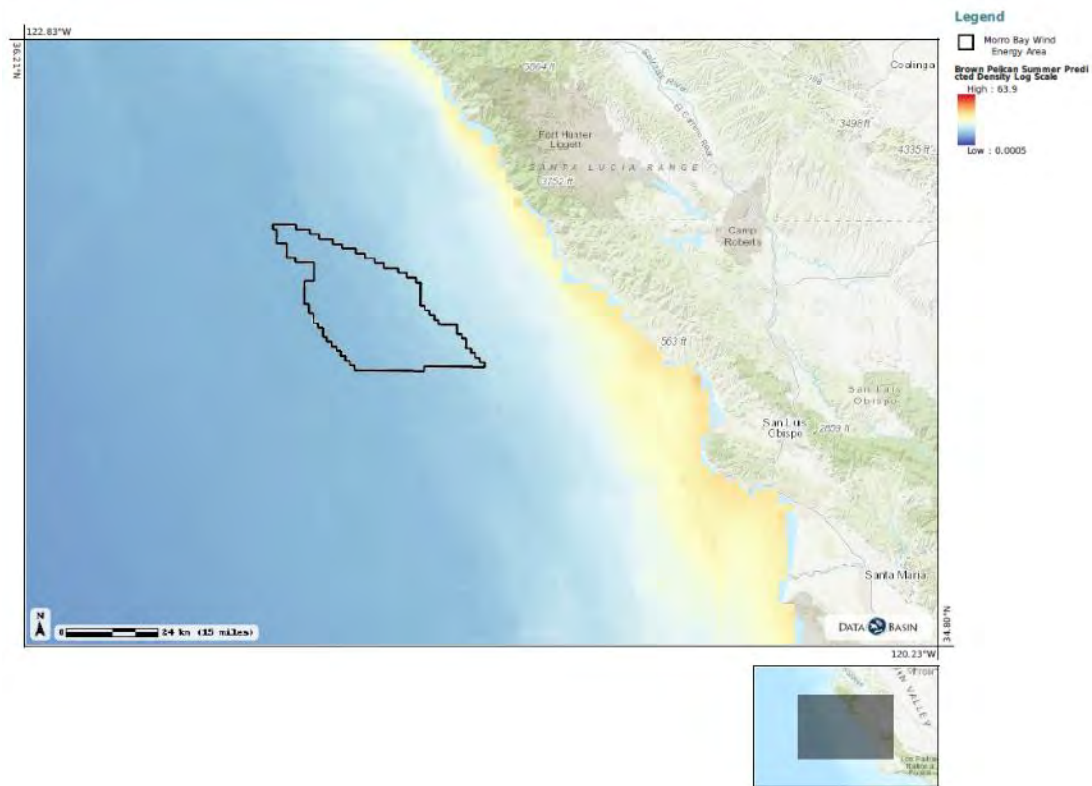 122.83°W
36.21°N
Legend
Morro Bay Wind
Energy Area
Brown Pelican Summer Predi
cted Density Log Scale
High : 63.9
Low : 0.0005
Coalinga
Fort Hunter
Liggett
SANTA LUCIA RANGE
3498 ft
4335 ft
Camp
Roberts
563 ft
San Luis
Obispo
San Luis
Obispo
2859 ft
Santa Maria
N
0 24 km (15 miles)
DATA BASIN
34.80°N
120.23°W